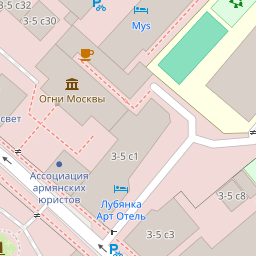 3-5 с32
3-5 с30
Mys
Огни Москвы
свет
3-5 с1
Ассоциация
армянских
юристов
Лубянка
Арт Отель
3-5 с8
3-5 с3
P